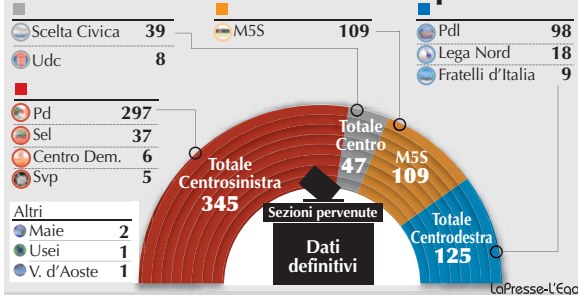 Scelta Civica 39
Udc 8
M5S 109
Pdl 98
Lega Nord 18
Fratelli d'Italia 9
Pd 297
Sel 37
Centro Dem. 6
Svp 5
Altri
Maie 2
Usei 1
V. d'Aoste 1
Totale
Centrosinistra
345
Totale
Centro
47
M5S
109
Totale
Centrodestra
125
Sezioni pervenute
Dati
definitivi
LaPresse-L'Ego